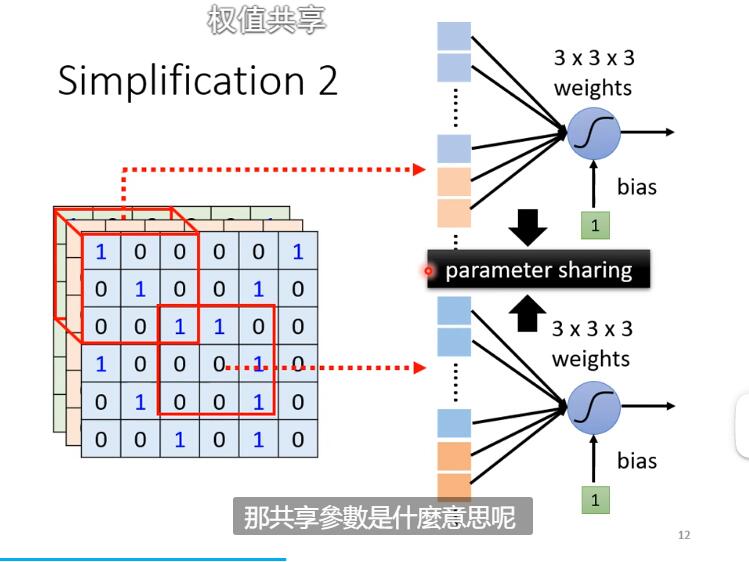 权值共享
Simplification 2
3 x 3 x 3
weights
bias
1
parameter sharing
1 0 0 0 0 1
0 1 0 0 1 0
0 0 1 1 0 0
1 0 0 0 1 0
0 1 0 0 1 0
0 0 1 0 1 0
3 x 3 x 3
weights
bias
1
那共享參數是什麼意思呢
12